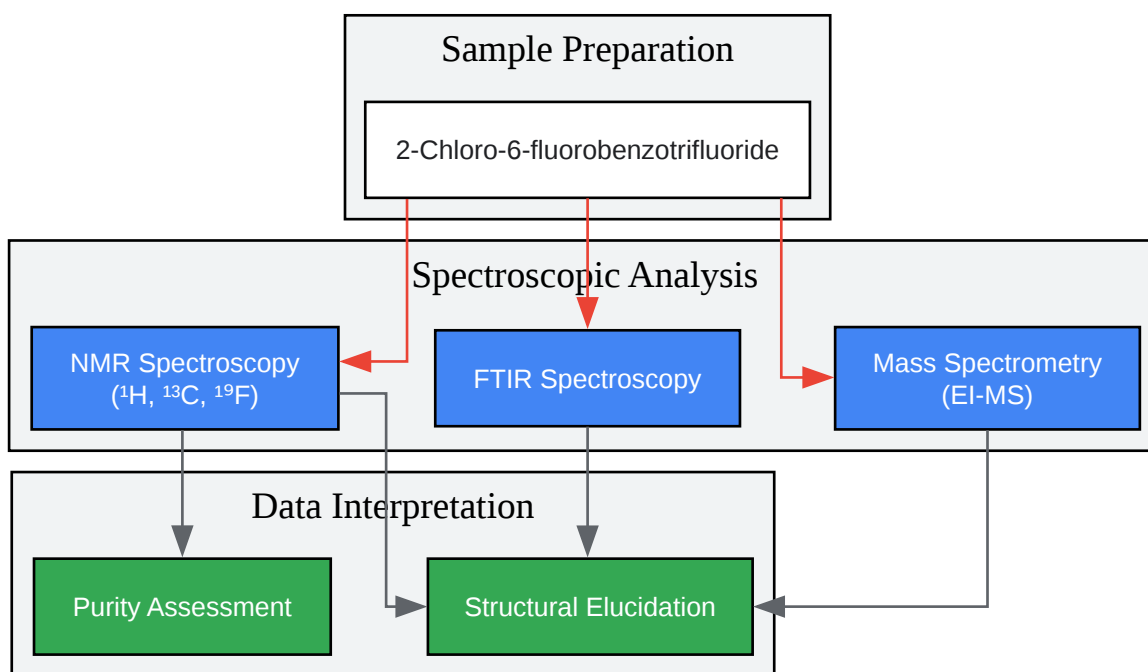 Sample Preparation
2-Chloro-6-fluorobenzotrifluoride
Spectroscopic Analysis
NMR Spectroscopy
(¹H, ¹³C, ¹⁹F)
FTIR Spectroscopy
Mass Spectrometry
(EI-MS)
Data Interpretation
Purity Assessment
Structural Elucidation